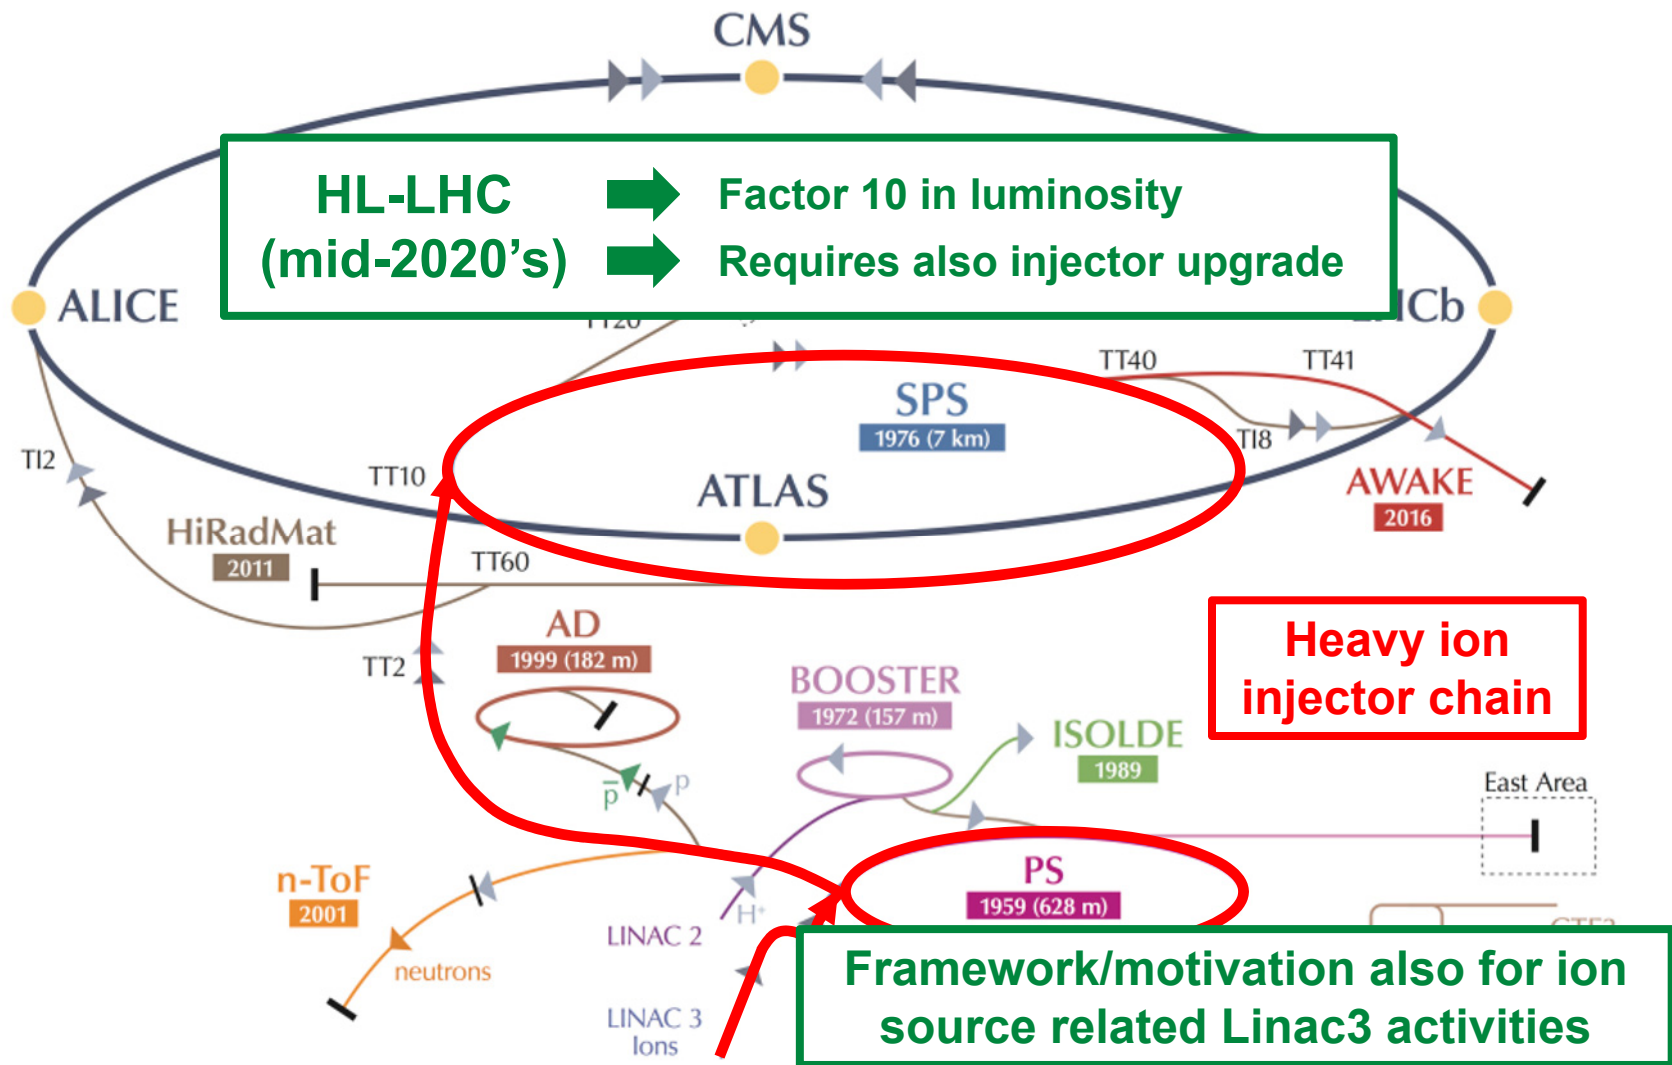 CMS
HL-LHC
(mid-2020's)
Factor 10 in luminosity
Requires also injector upgrade
ALICE
TT40
TT41
SPS
1976 (7 km)
TI8
TI2
TT10
ATLAS
AWAKE
2016
HiRadMat
2011
TT60
AD
1999 (182 m)
TT2
BOOSTER
1972 (157 m)
Heavy ion
injector chain
ISOLDE
1989
p̅
p
East Area
n-ToF
2001
neutrons
PS
1959 (628 m)
H+
LINAC 2
LINAC 3
Ions
Framework/motivation also for ion
source related Linac3 activities